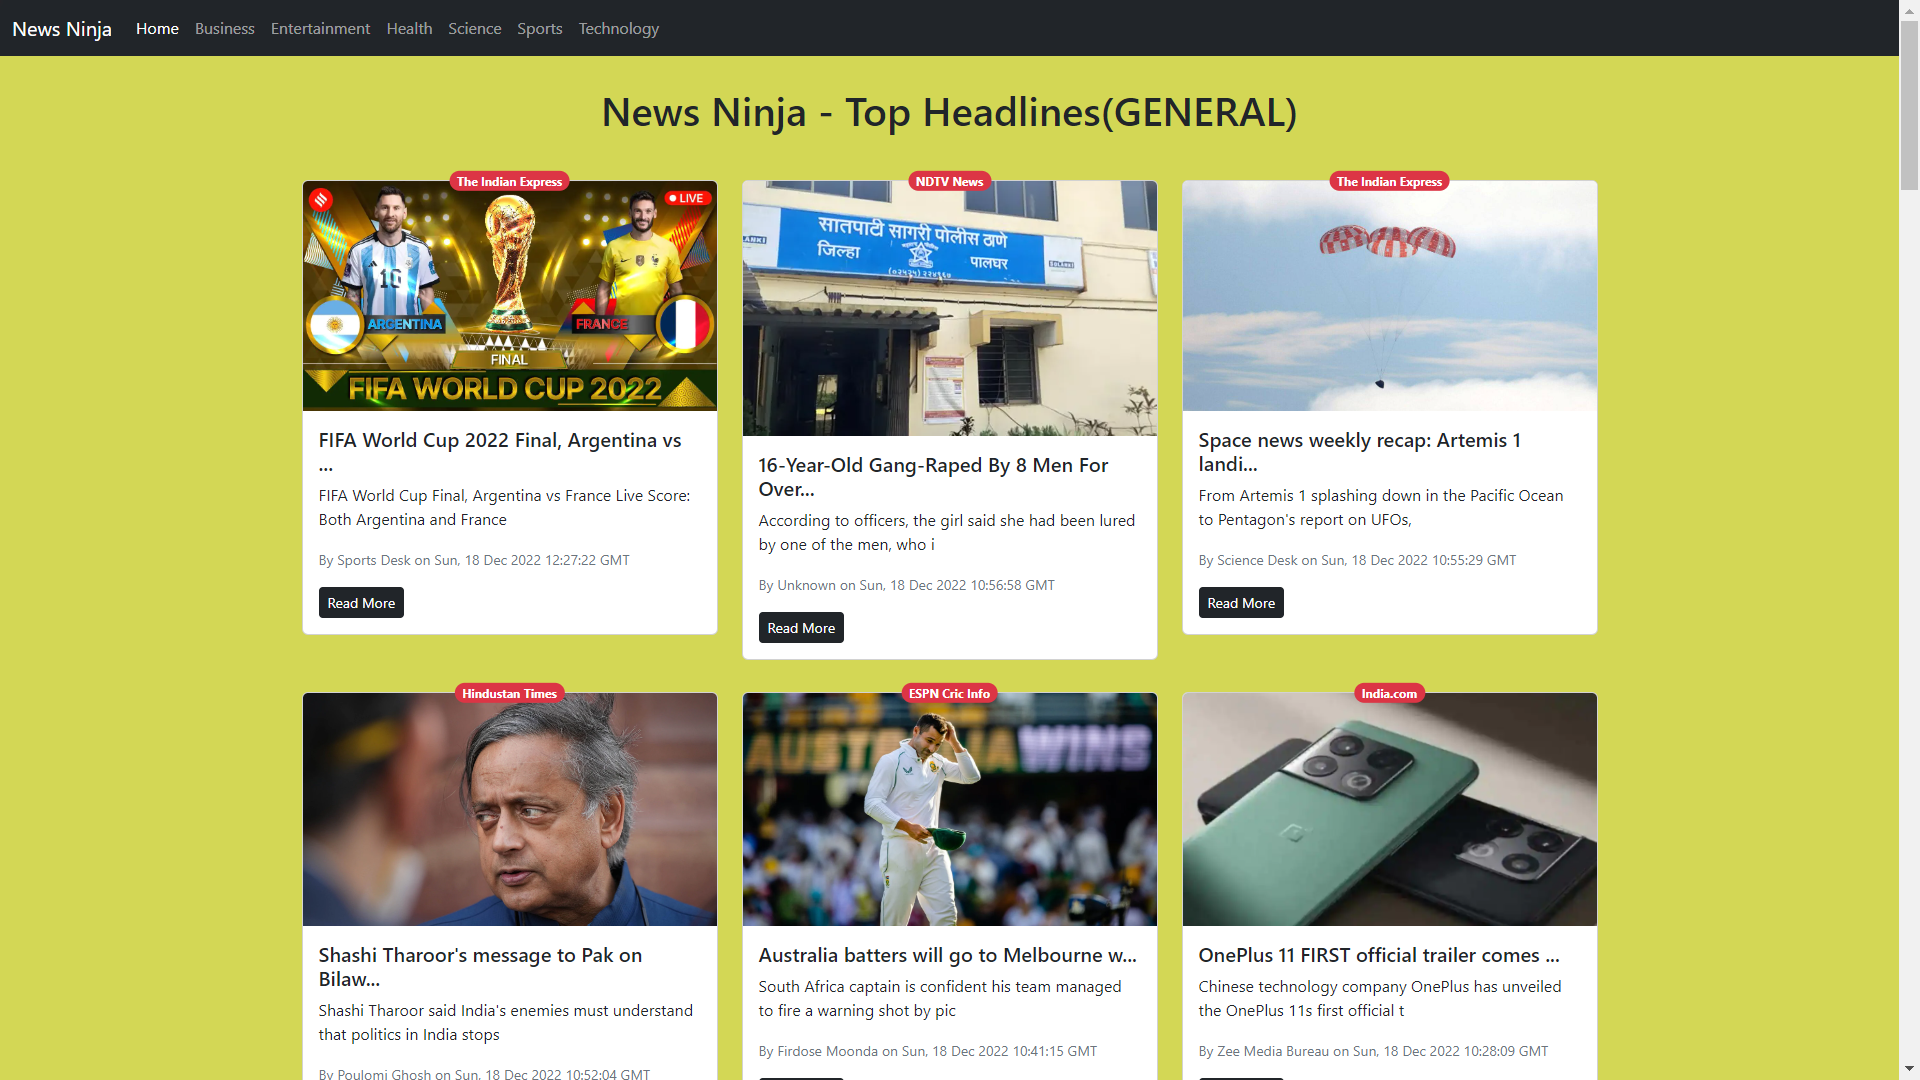 News Ninja
Home
Business
Entertainment
Health
Science
Sports
Technology
News Ninja - Top Headlines(GENERAL)
The Indian Express
LIVE
10
ARGENTINA
FRANCE
FINAL
FIFA WORLD CUP 2022
FIFA World Cup 2022 Final, Argentina vs
...
FIFA World Cup Final, Argentina vs France Live Score:
Both Argentina and France
By Sports Desk on Sun, 18 Dec 2022 12:27:22 GMT
Read More
NDTV News
सातपाटी सागरी पोलीस ठाणे
जिल्हा
पालघर
16-Year-Old Gang-Raped By 8 Men For
Over...
According to officers, the girl said she had been lured
by one of the men, who i
By Unknown on Sun, 18 Dec 2022 10:56:58 GMT
Read More
The Indian Express
Space news weekly recap: Artemis 1
landi...
From Artemis 1 splashing down in the Pacific Ocean
to Pentagon's report on UFOs,
By Science Desk on Sun, 18 Dec 2022 10:55:29 GMT
Read More
Hindustan Times
Shashi Tharoor's message to Pak on
Bilaw...
Shashi Tharoor said India's enemies must understand
that politics in India stops
By Poulomi Ghosh on Sun, 18 Dec 2022 10:52:04 GMT
ESPN Cric Info
AUSTRALIA WINS
Australia batters will go to Melbourne w...
South Africa captain is confident his team managed
to fire a warning shot by pic
By Firdose Moonda on Sun, 18 Dec 2022 10:41:15 GMT
India.com
OnePlus 11 FIRST official trailer comes ...
Chinese technology company OnePlus has unveiled
the OnePlus 11s first official t
By Zee Media Bureau on Sun, 18 Dec 2022 10:28:09 GMT